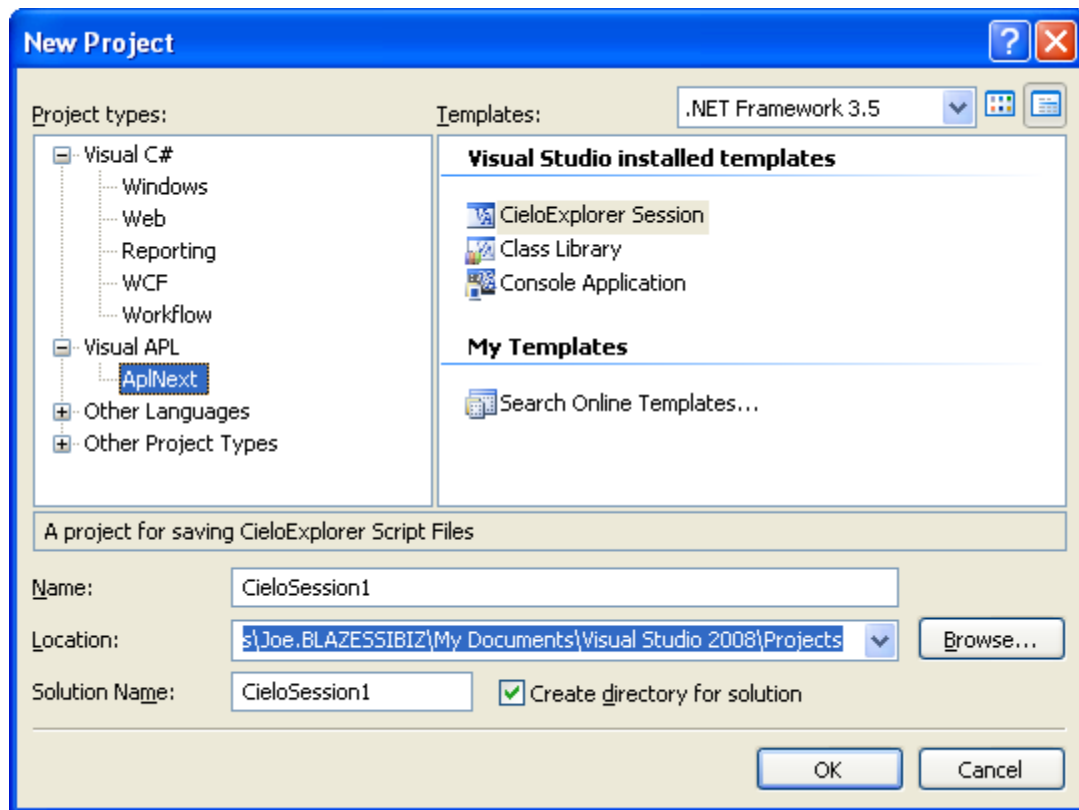 New Project
Project types:
Templates:
.NET Framework 3.5
Visual C#
Windows
Web
Reporting
WCF
Workflow
Visual APL
AplNext
Other Languages
Other Project Types
Visual Studio installed templates
CieloExplorer Session
Class Library
Console Application
My Templates
Search Online Templates...
A project for saving CieloExplorer Script Files
Name:
CieloSession1
Location:
s\Joe.BLAZESSIBIZ\My Documents\Visual Studio 2008\Projects
Browse...
Solution Name:
CieloSession1
Create directory for solution
OK
Cancel